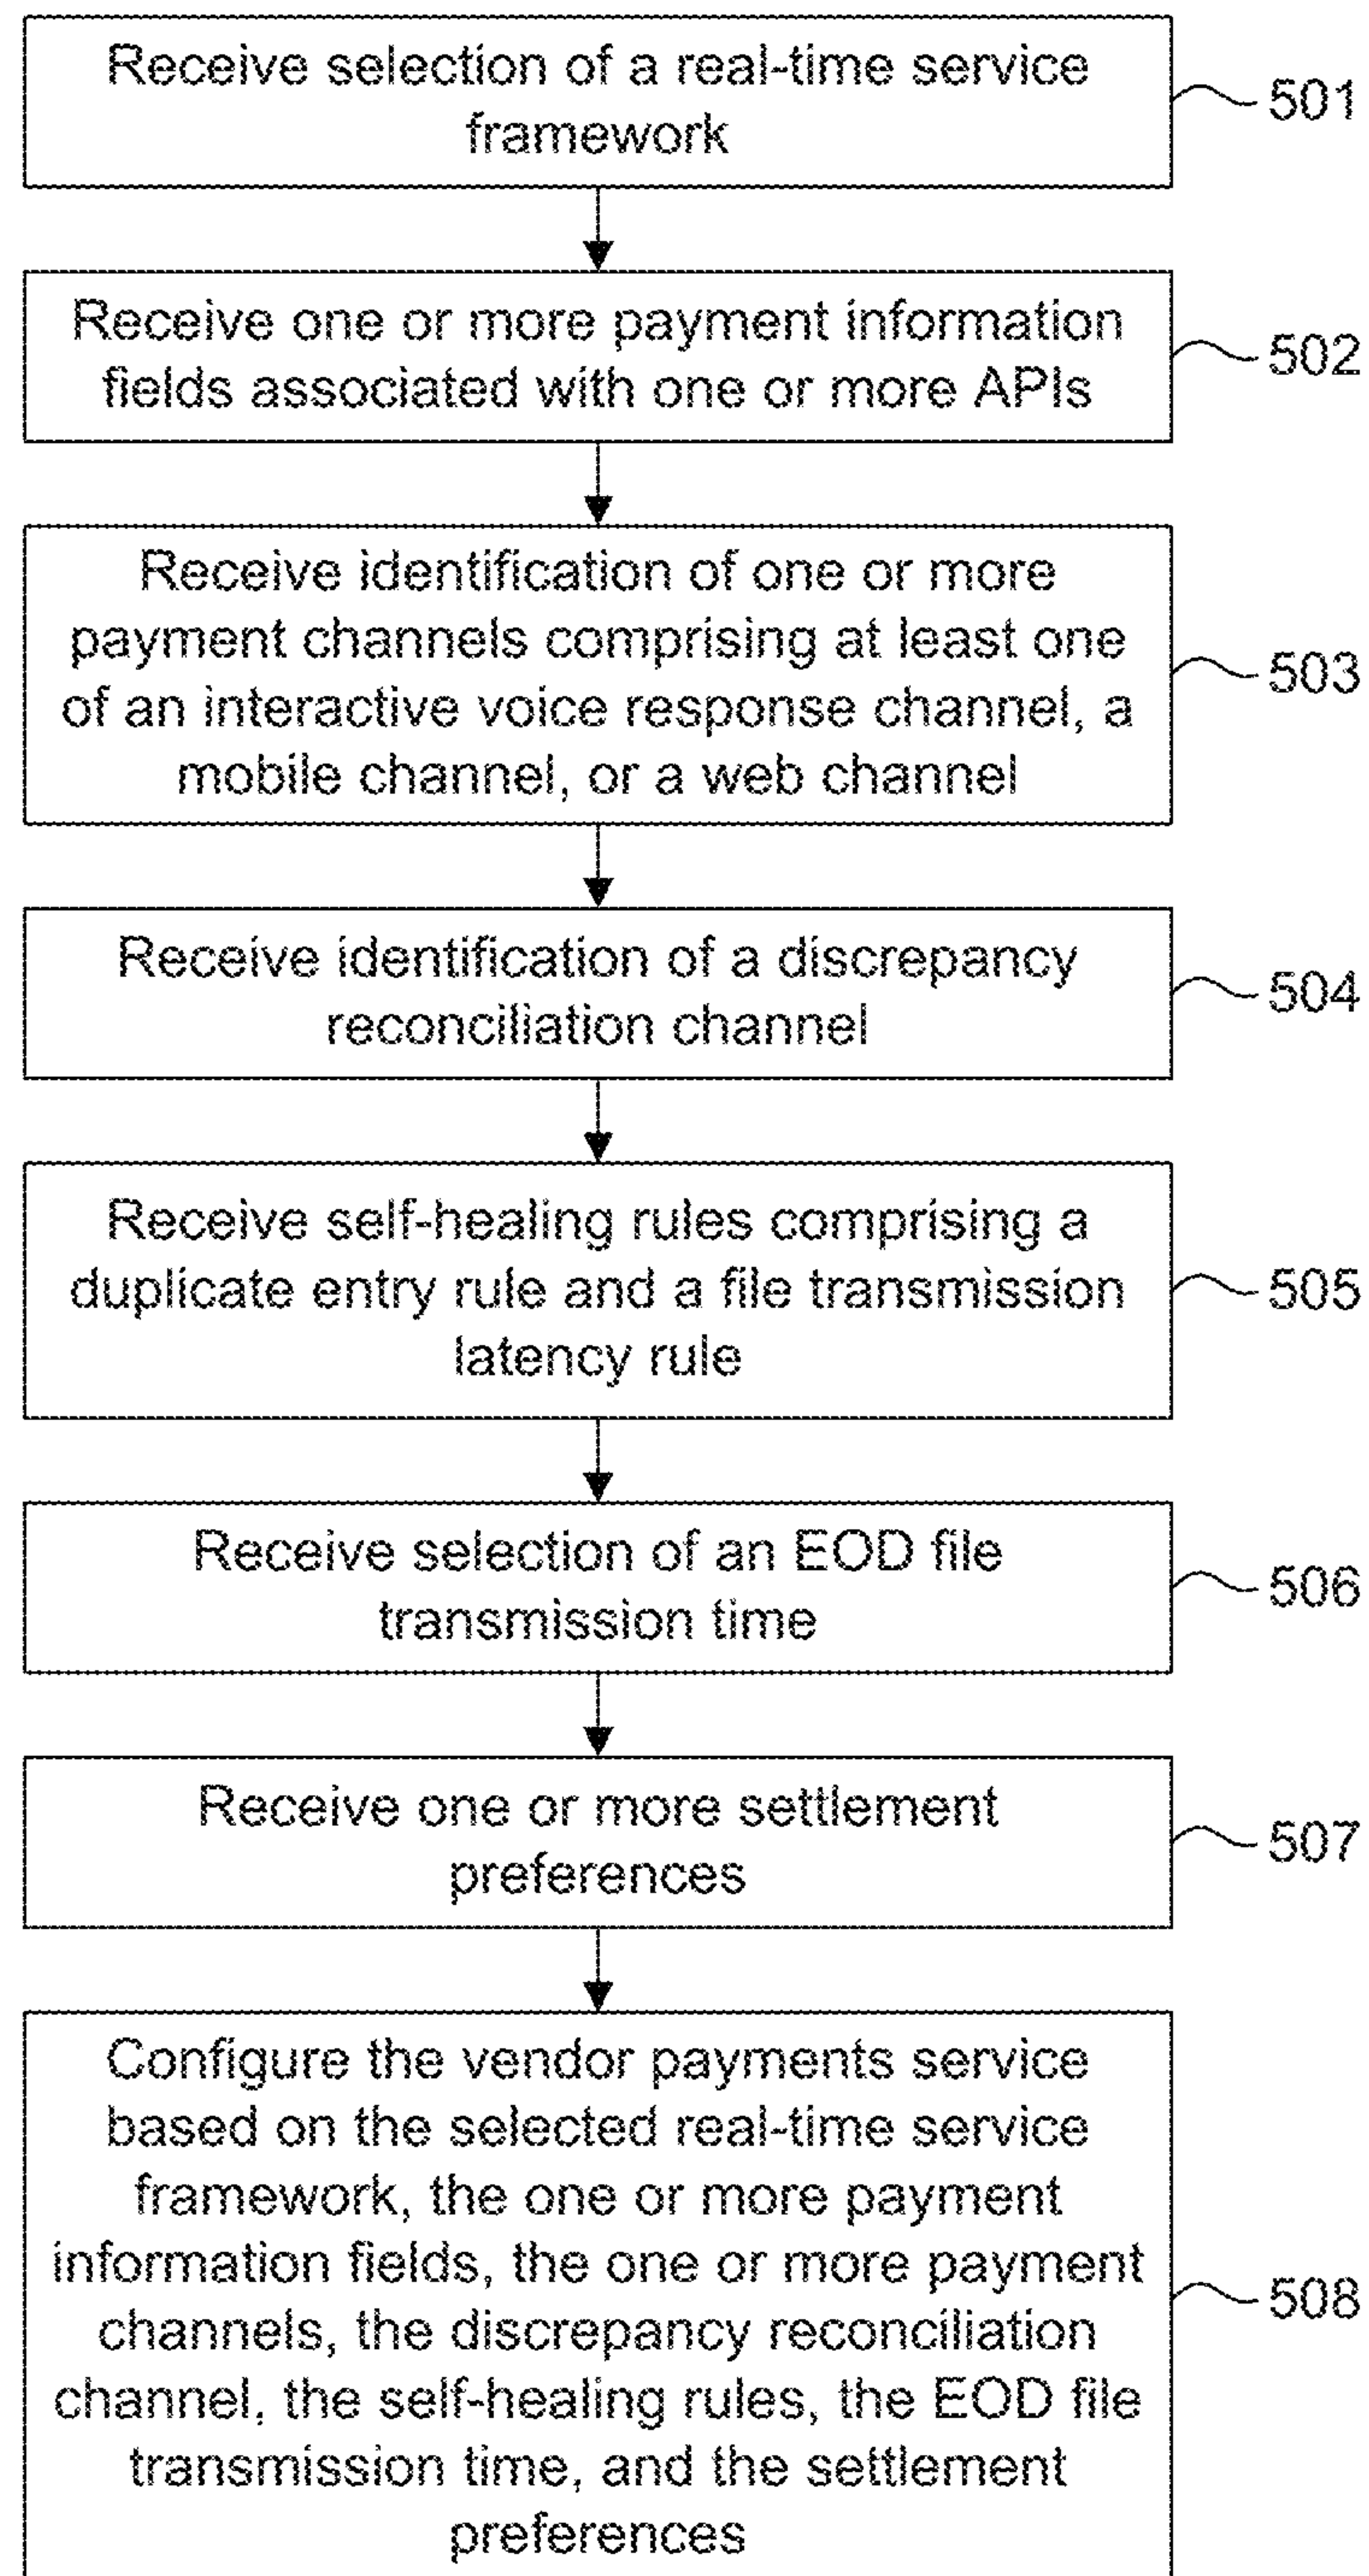 Receive selection of a real-time service
framework
501
Receive one or more payment information
fields associated with one or more APIs
502
Receive identification of one or more
payment channels comprising at least one
of an interactive voice response channel, a
mobile channel, or a web channel
503
Receive identification of a discrepancy
reconciliation channel
504
Receive self-healing rules comprising a
duplicate entry rule and a file transmission
latency rule
505
Receive selection of an EOD file
transmission time
506
Receive one or more settlement
preferences
507
Configure the vendor payments service
based on the selected real-time service
framework, the one or more payment
information fields, the one or more payment
channels, the discrepancy reconciliation
channel, the self-healing rules, the EOD file
transmission time, and the settlement
preferences
508